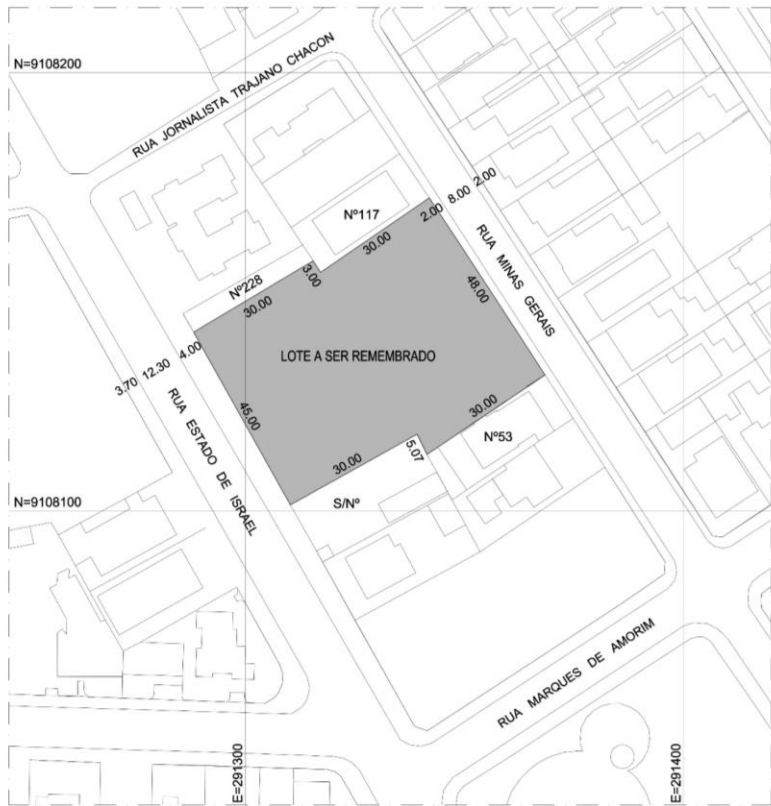 N=9108200
RUA JORNALISTA TRAJANO CHACON
Nº117
2.00 8.00 2.00
30.00
RUA MINAS GERAIS
3.00
Nº228
30.00
48.00
LOTE A SER REMEMBRADO
3.70 12.30 4.00
RUA ESTADO DE ISRAEL
45.00
30.00
Nº53
5.07
30.00
S/Nº
N=9108100
RUA MARQUES DE AMORIM
E=291300
E=291400